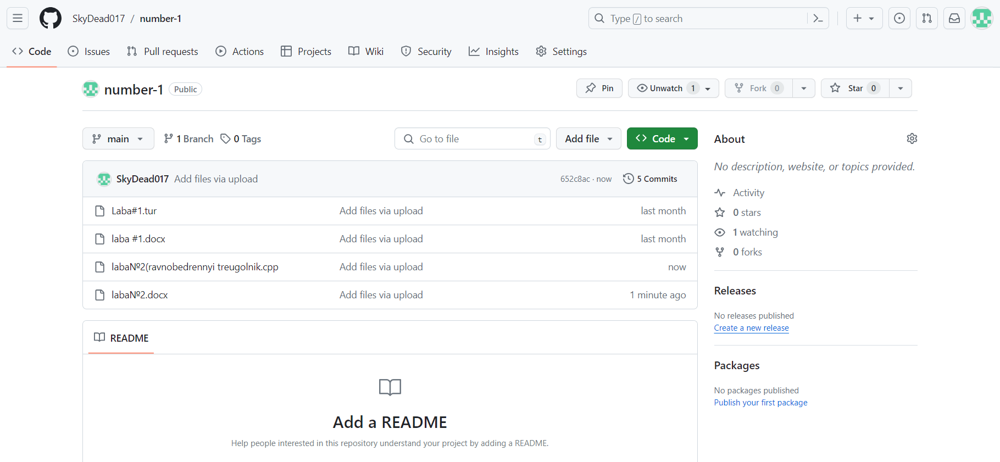 SkyDead017 / number-1
Type / to search
Code Issues Pull requests Actions Projects Wiki Security Insights Settings
number-1 Public
Pin Unwatch 1 Fork 0 Star 0
main 1 Branch 0 Tags Go to file t Add file Code
SkyDead017 Add files via upload 652c8ac · now 5 Commits
Laba#1.tur Add files via upload last month
laba #1.docx Add files via upload last month
labaNº2(ravnobedrennyi treugolnik.cpp Add files via upload now
labaNº2.docx Add files via upload 1 minute ago
README
Add a README
Help people interested in this repository understand your project by adding a README.
About
No description, website, or topics provided.
Activity
0 stars
1 watching
0 forks
Releases
No releases published
Create a new release
Packages
No packages published
Publish your first package